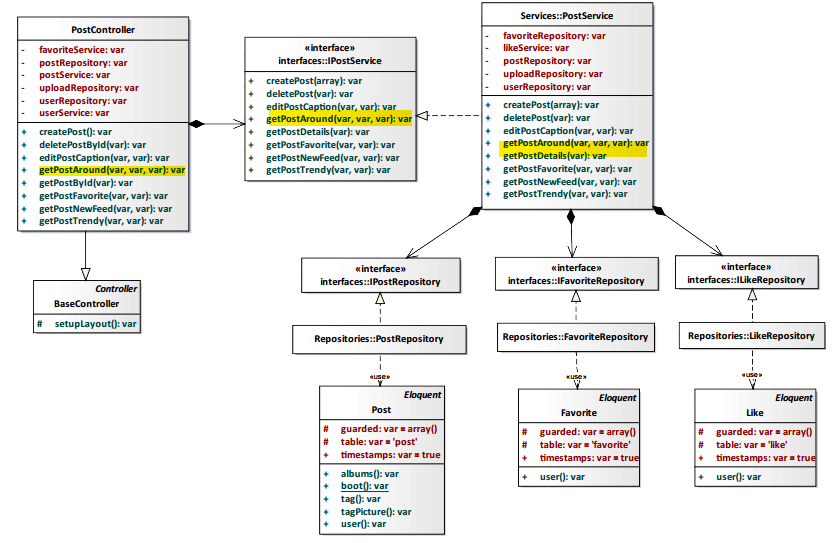 PostController
- favoriteService: var
- postRepository: var
- postService: var
- uploadRepository: var
- userRepository: var
- userService: var
+ createPost(): var
+ deletePostById(var): var
+ editPostCaption(var, var): var
+ getPostAround(var, var, var): var
+ getPostById(var): var
+ getPostFavorite(var, var): var
+ getPostNewFeed(var, var): var
+ getPostTrendy(var, var): var
«interface»
interfaces::IPostService
+ createPost(array): var
+ deletePost(var): var
+ editPostCaption(var, var): var
+ getPostAround(var, var, var): var
+ getPostDetails(var, var): var
+ getPostFavorite(var, var): var
+ getPostNewFeed(var, var): var
+ getPostTrendy(var, var): var
Services::PostService
- favoriteRepository: var
- likeService: var
- postRepository: var
- uploadRepository: var
- userRepository: var
+ createPost(array): var
+ deletePost(var): var
+ editPostCaption(var, var): var
+ getPostAround(var, var, var): var
+ getPostDetails(var): var
+ getPostFavorite(var, var): var
+ getPostNewFeed(var, var): var
+ getPostTrendy(var, var): var
Controller
BaseController
# setupLayout(): var
«interface»
interfaces::IPostRepository
«interface»
interfaces::IFavoriteRepository
«interface»
interfaces::ILikeRepository
Repositories::PostRepository
Repositories::FavoriteRepository
Repositories::LikeRepository
«use»
«use»
«use»
Eloquent
Post
# guarded: var = array()
# table: var = 'post'
+ timestamps: var = true
+ albums(): var
+ boot(): var
+ tag(): var
+ tagPicture(): var
+ user(): var
Eloquent
Favorite
# guarded: var = array()
# table: var = 'favorite'
+ timestamps: var = true
+ user(): var
Eloquent
Like
# guarded: var = array()
# table: var = 'like'
+ timestamps: var = true
+ user(): var